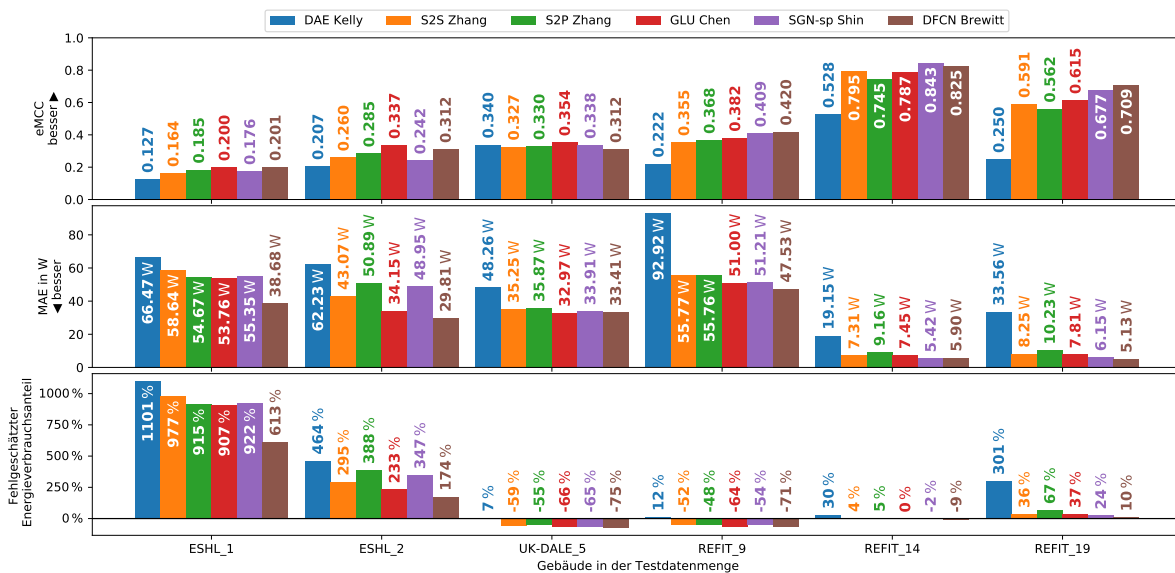 DAE Kelly S2S Zhang S2P Zhang GLU Chen SGN-sp Shin DFCN Brewitt
eMCC
besser ▶
1.0
0.8
0.6
0.4
0.2
0.0
0.127 0.164 0.185 0.200 0.176 0.201
0.207 0.260 0.285 0.337 0.242 0.312
0.340 0.327 0.330 0.354 0.338 0.312
0.222 0.355 0.368 0.382 0.409 0.420
0.528 0.795 0.745 0.787 0.843 0.825
0.250 0.591 0.562 0.615 0.677 0.709
MAE in W
◀ besser
80
60
40
20
0
66.47 W 58.64 W 54.67 W 53.76 W 55.35 W 38.68 W
62.23 W 43.07 W 50.89 W 34.15 W 48.95 W 29.81 W
48.26 W 35.25 W 35.87 W 32.97 W 33.91 W 33.41 W
92.92 W 55.77 W 55.76 W 51.00 W 51.21 W 47.53 W
19.15 W 7.31 W 9.16 W 7.45 W 5.42 W 5.90 W
33.56 W 8.25 W 10.23 W 7.81 W 6.15 W 5.13 W
Fehlgeschätzter
Energieverbrauchsanteil
1000 %
750 %
500 %
250 %
0 %
1101 % 977 % 915 % 907 % 922 % 613 %
464 % 295 % 388 % 233 % 347 % 174 %
7 % -59 % -55 % -66 % -65 % -75 %
12 % -52 % -48 % -64 % -54 % -71 %
30 % 4 % 5 % 0 % -2 % -9 %
301 % 36 % 67 % 37 % 24 % 10 %
ESHL_1 ESHL_2 UK-DALE_5 REFIT_9 REFIT_14 REFIT_19
Gebäude in der Testdatenmenge